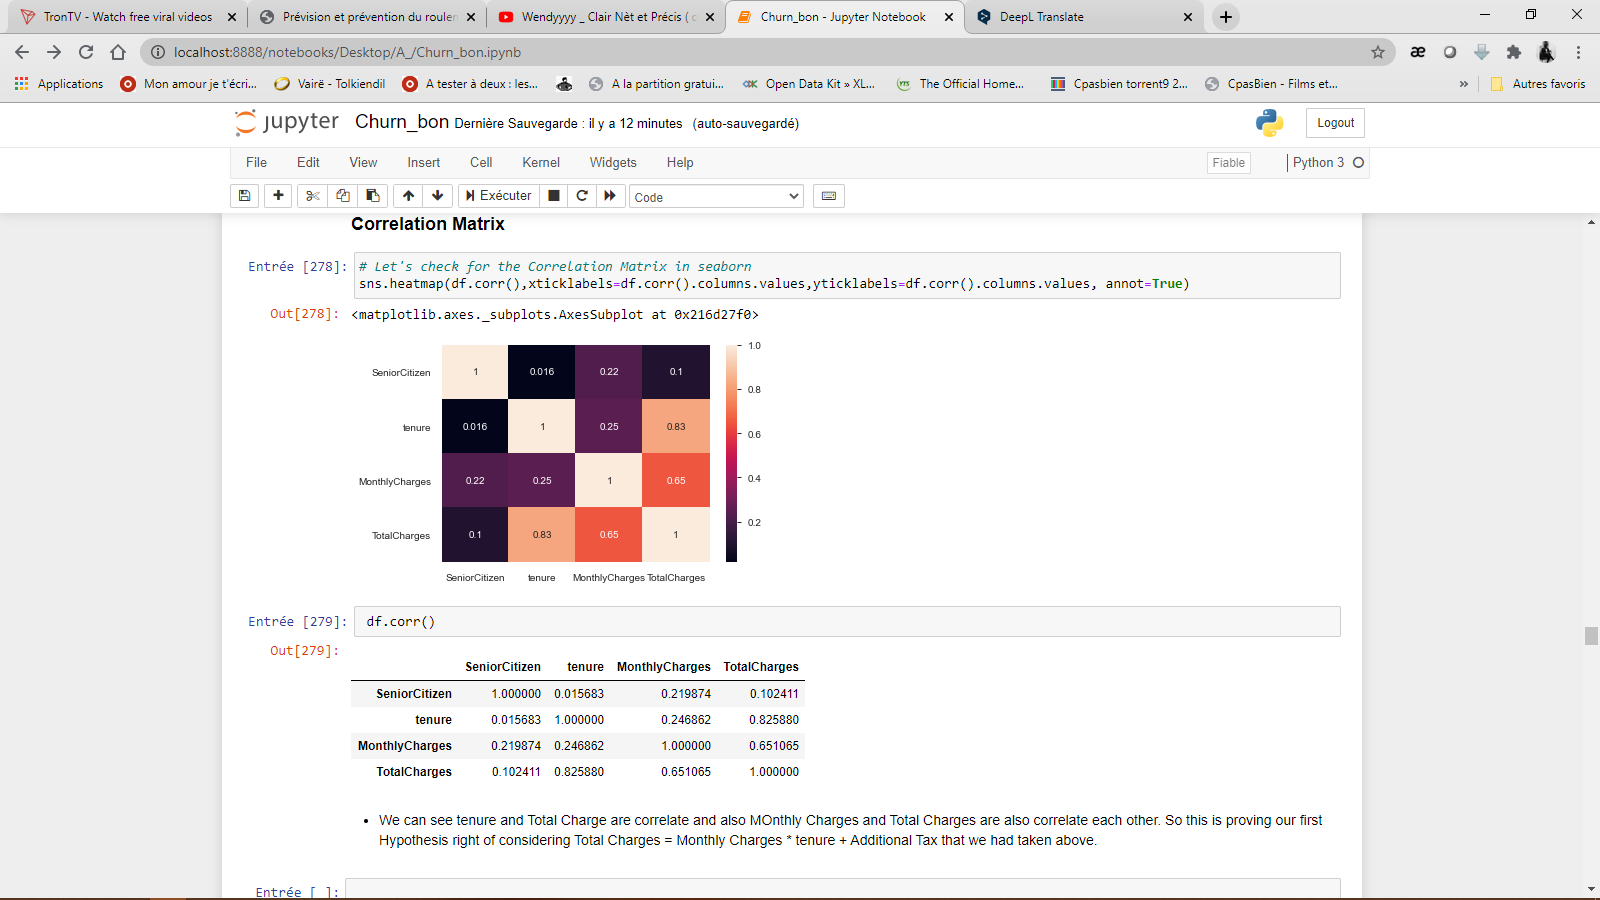 TronTV - Watch free viral videos
Prévision et prévention du roulem
Wendyyyy _ Clair Nèt et Précis (
Churn_bon - Jupyter Notebook
DeepL Translate
localhost:8888/notebooks/Desktop/A_/Churn_bon.ipynb
Applications
Mon amour je t'écri...
Vairë - Tolkiendil
A tester à deux : les...
A la partition gratui...
Open Data Kit » XL...
The Official Home...
Cpasbien torrent9 2...
CpasBien - Films et...
»
Autres favoris
jupyter Churn_bon Dernière Sauvegarde : il y a 12 minutes (auto-sauvegardé)
Logout
File Edit View Insert Cell Kernel Widgets Help
Fiable
Python 3
Exécuter
Code
Correlation Matrix
Entrée [278]:
# Let's check for the Correlation Matrix in seaborn
sns.heatmap(df.corr(),xticklabels=df.corr().columns.values,yticklabels=df.corr().columns.values, annot=True)
Out[278]: <matplotlib.axes._subplots.AxesSubplot at 0x216d27f0>
SeniorCitizen 1 0.016 0.22 0.1
tenure 0.016 1 0.25 0.83
MonthlyCharges 0.22 0.25 1 0.65
TotalCharges 0.1 0.83 0.65 1
SeniorCitizen tenure MonthlyCharges TotalCharges
1.0
0.8
0.6
0.4
0.2
Entrée [279]: df.corr()
Out[279]:
SeniorCitizen tenure MonthlyCharges TotalCharges
SeniorCitizen 1.000000 0.015683 0.219874 0.102411
tenure 0.015683 1.000000 0.246862 0.825880
MonthlyCharges 0.219874 0.246862 1.000000 0.651065
TotalCharges 0.102411 0.825880 0.651065 1.000000
• We can see tenure and Total Charge are correlate and also MOnthly Charges and Total Charges are also correlate each other. So this is proving our first
Hypothesis right of considering Total Charges = Monthly Charges * tenure + Additional Tax that we had taken above.
Entrée [ ]: